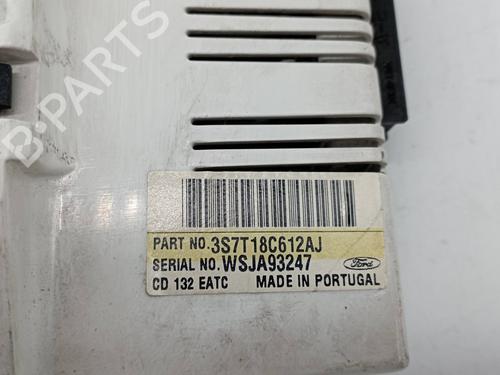 B-PARTS
PART NO. 3S7T18C612AJ
SERIAL NO. WSJA93247
Ford
CD 132 EATC MADE IN PORTUGAL